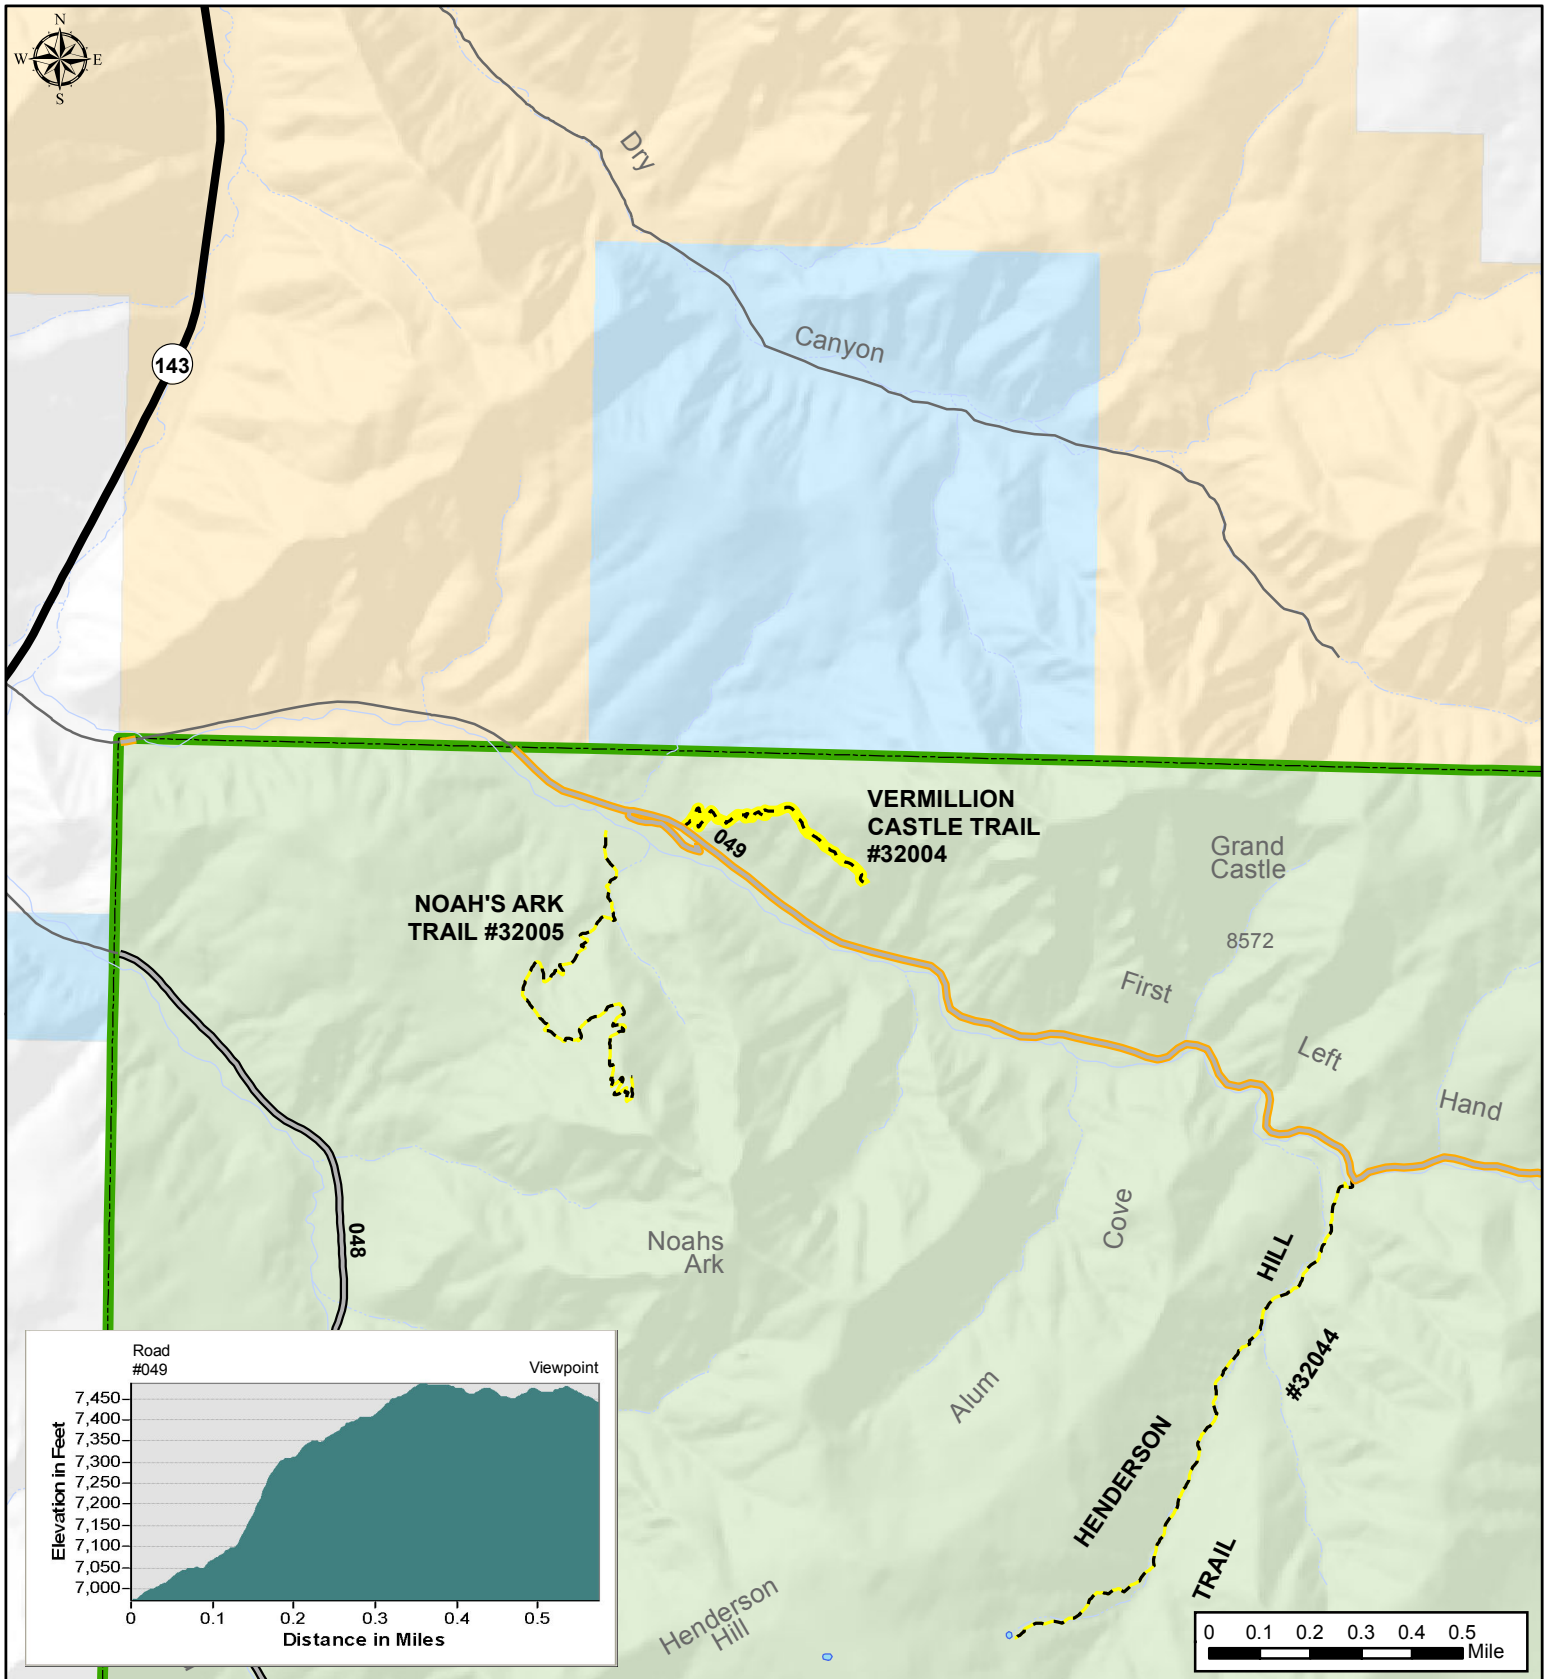 N
W E
S
Dry
Canyon
143
VERMILLION
CASTLE TRAIL
#32004
049
Grand
Castle
8572
NOAH'S ARK
TRAIL #32005
First
Left
Hand
048
Noahs
Ark
Cove
Alum
HENDERSON
HILL
TRAIL
#32044
Henderson
Hill
Road
#049
Viewpoint
Elevation in Feet
7,450
7,400
7,350
7,300
7,250
7,200
7,150
7,100
7,050
7,000
0 0.1 0.2 0.3 0.4 0.5
Distance in Miles
0 0.1 0.2 0.3 0.4 0.5
Mile